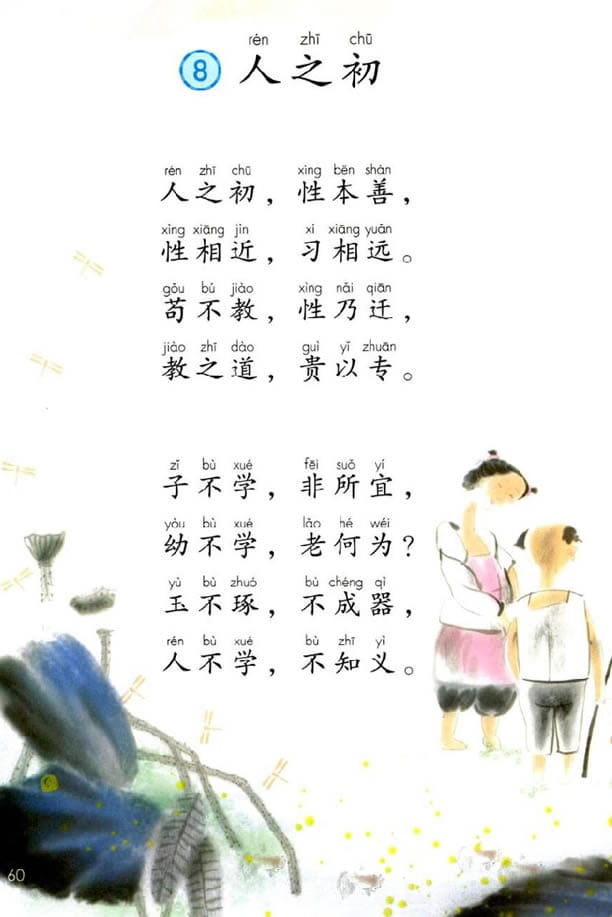 rén zhī chū
8 人之初
rén zhī chū xìng běn shàn
人之初，性本善，
xìng xiāng jìn xí xiāng yuǎn
性相近，习相远。
gǒu bú jiào xìng nǎi qiān
苟不教，性乃迁，
jiào zhī dào guì yǐ zhuān
教之道，贵以专。
zǐ bù xué fēi suǒ yí
子不学，非所宜，
yòu bù xué lǎo hé wéi
幼不学，老何为？
yù bù zhuó bù chéng qì
玉不琢，不成器，
rén bù xué bù zhī yì
人不学，不知义。
60